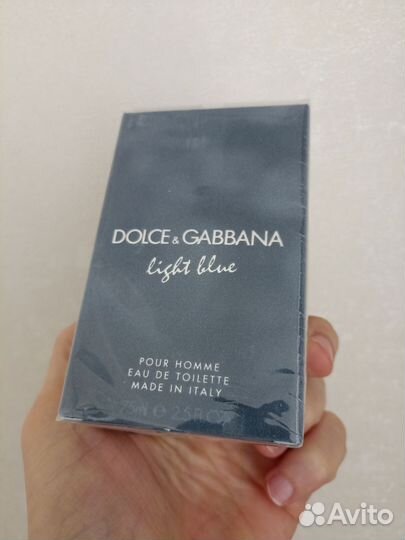 DOLCE & GABBANA
light blue
POUR HOMME
EAU DE TOILETTE
MADE IN ITALY
75ml ℮ 2.5 FL.OZ
Avito